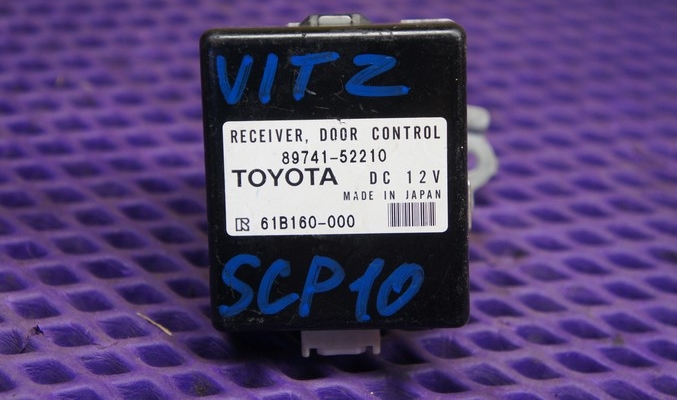 VITZ
RECEIVER, DOOR CONTROL
89741-52210
TOYOTA DC 12V
MADE IN JAPAN
R 61B160-000
SCP10